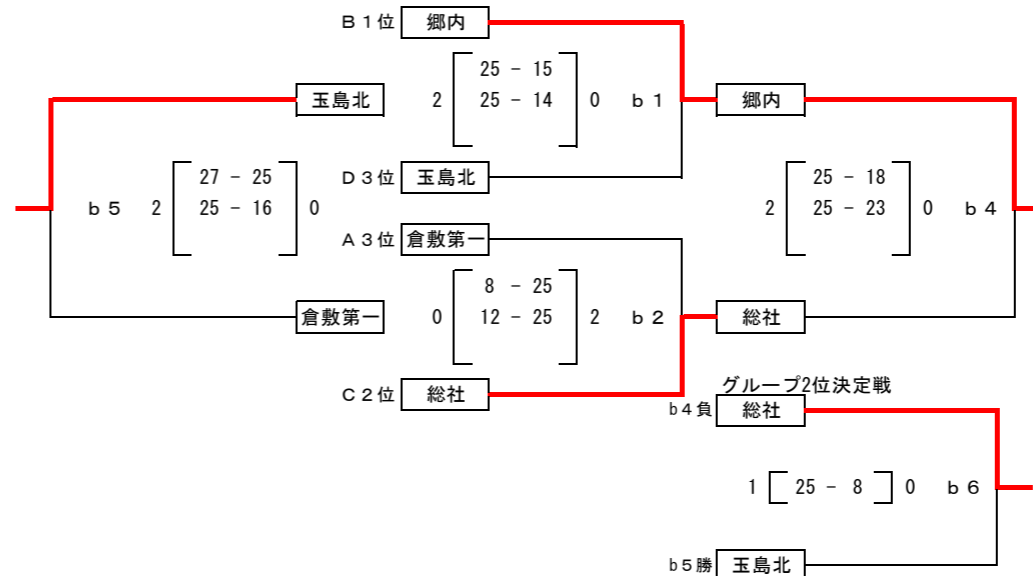 B1位 郷内
25 - 15
玉島北 2 25 - 14 0 b1 郷内
D3位 玉島北
27 - 25
b5 2 25 - 16 0
25 - 18
2 25 - 23 0 b4
A3位 倉敷第一
8 - 25
倉敷第一 0 12 - 25 2 b2 総社
C2位 総社
グループ2位決定戦
b4負 総社
1 25 - 8 0 b6
b5勝 玉島北